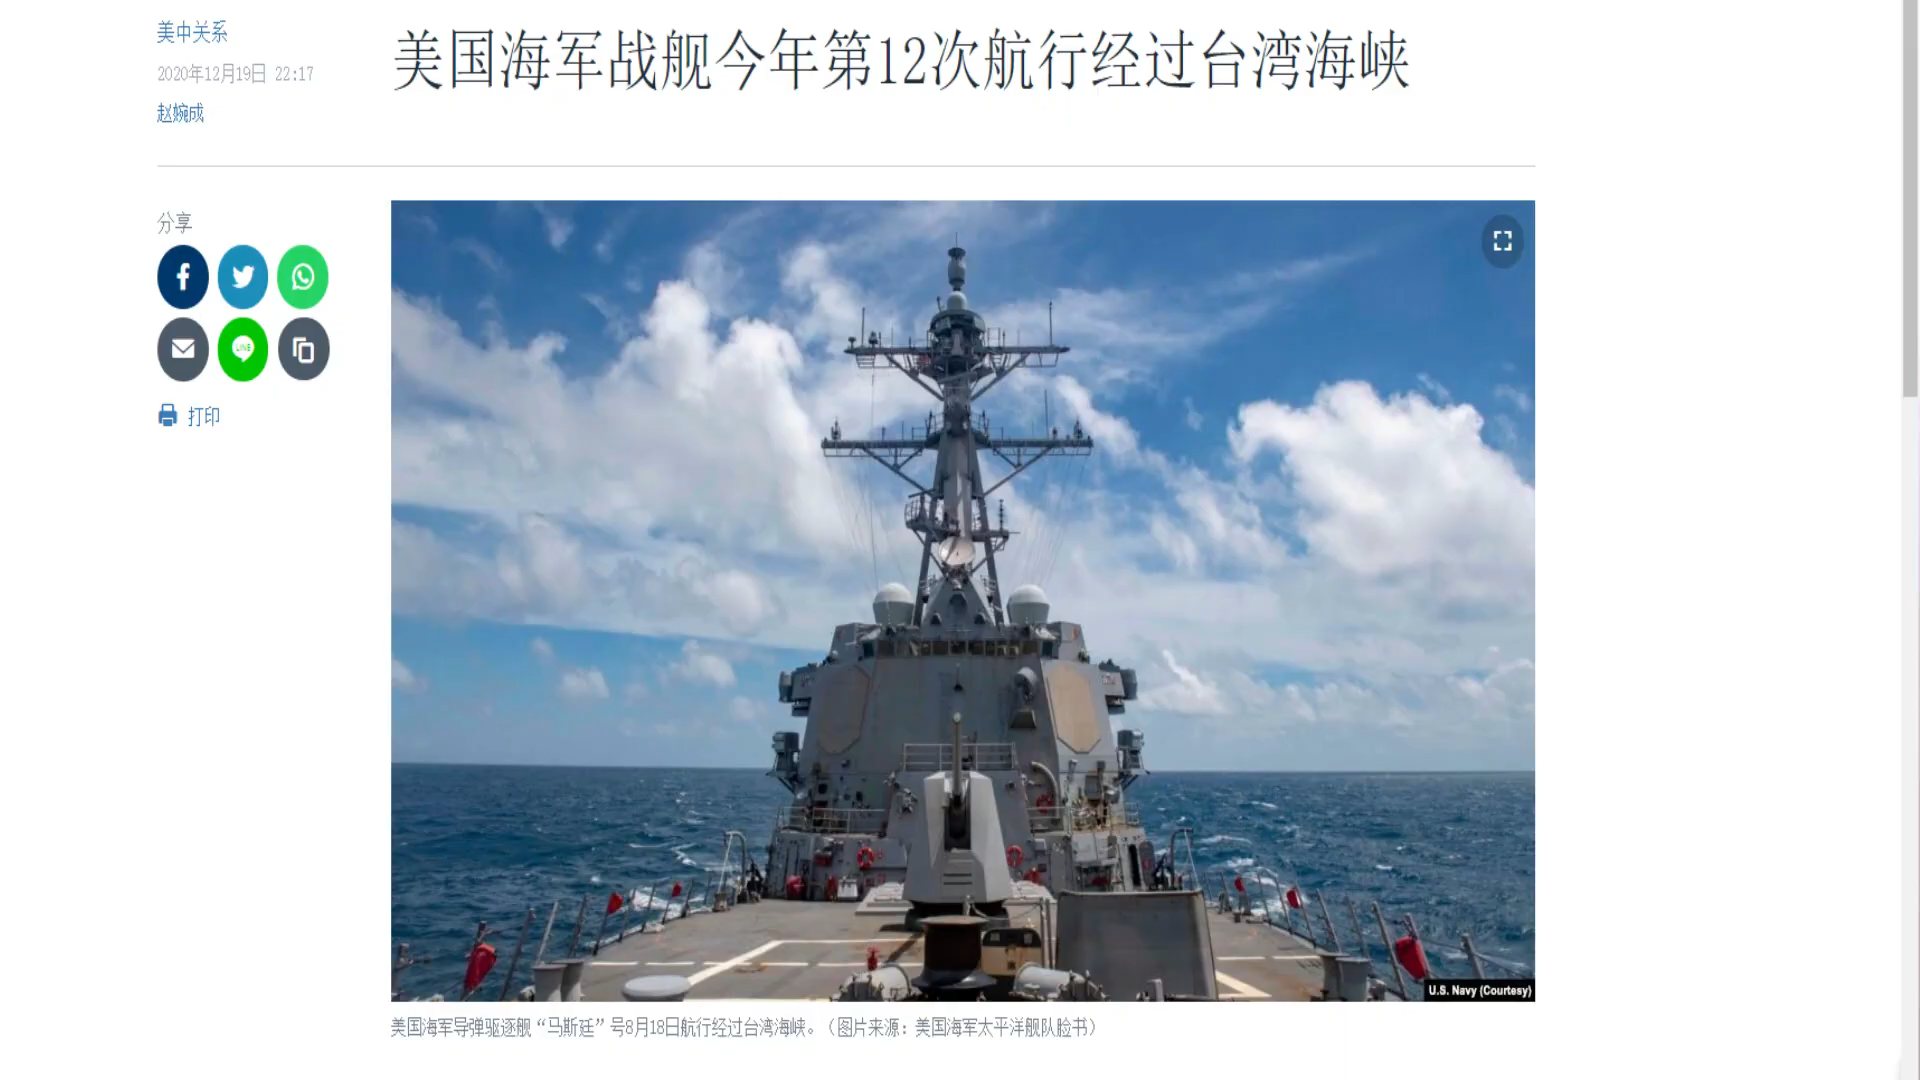 美中关系
2020年12月19日 22:17
赵婉成
美国海军战舰今年第12次航行经过台湾海峡
分享
LINE
打印
U.S. Navy (Courtesy)
美国海军导弹驱逐舰“马斯廷”号8月18日航行经过台湾海峡。（图片来源：美国海军太平洋舰队脸书）